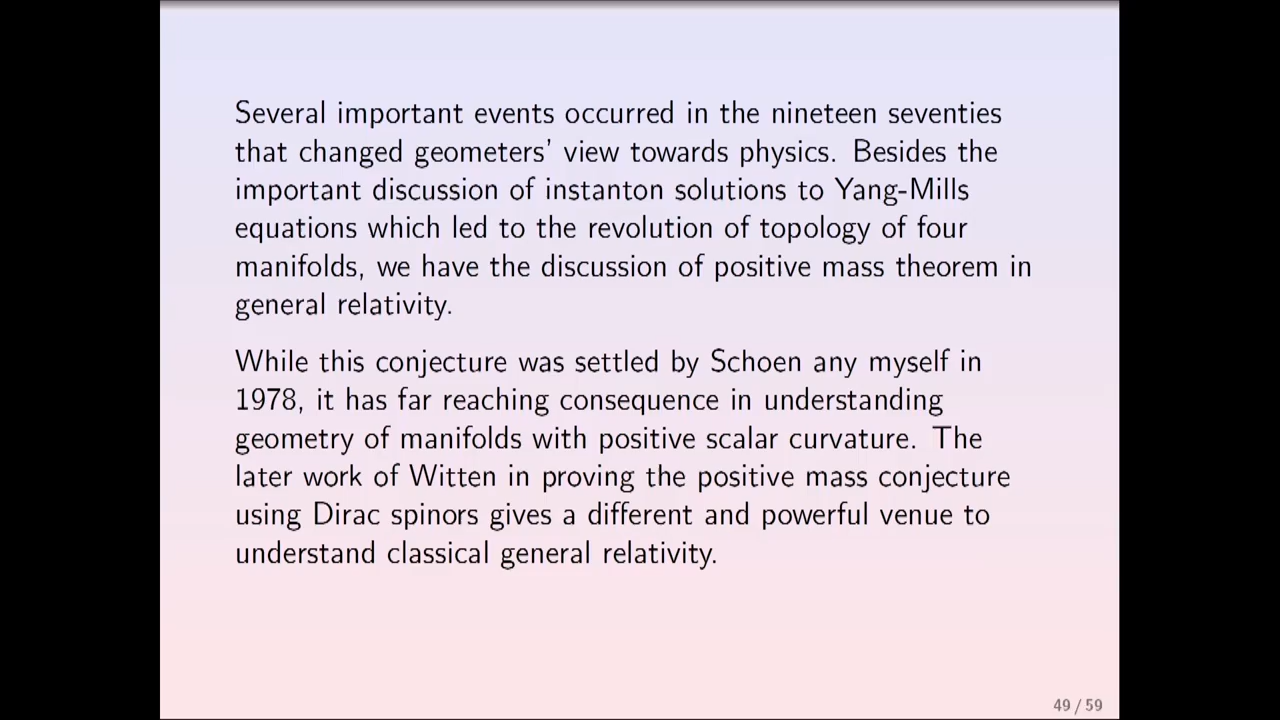 Several important events occurred in the nineteen seventies
that changed geometers' view towards physics. Besides the
important discussion of instanton solutions to Yang-Mills
equations which led to the revolution of topology of four
manifolds, we have the discussion of positive mass theorem in
general relativity.
While this conjecture was settled by Schoen any myself in
1978, it has far reaching consequence in understanding
geometry of manifolds with positive scalar curvature. The
later work of Witten in proving the positive mass conjecture
using Dirac spinors gives a different and powerful venue to
understand classical general relativity.
49 / 59